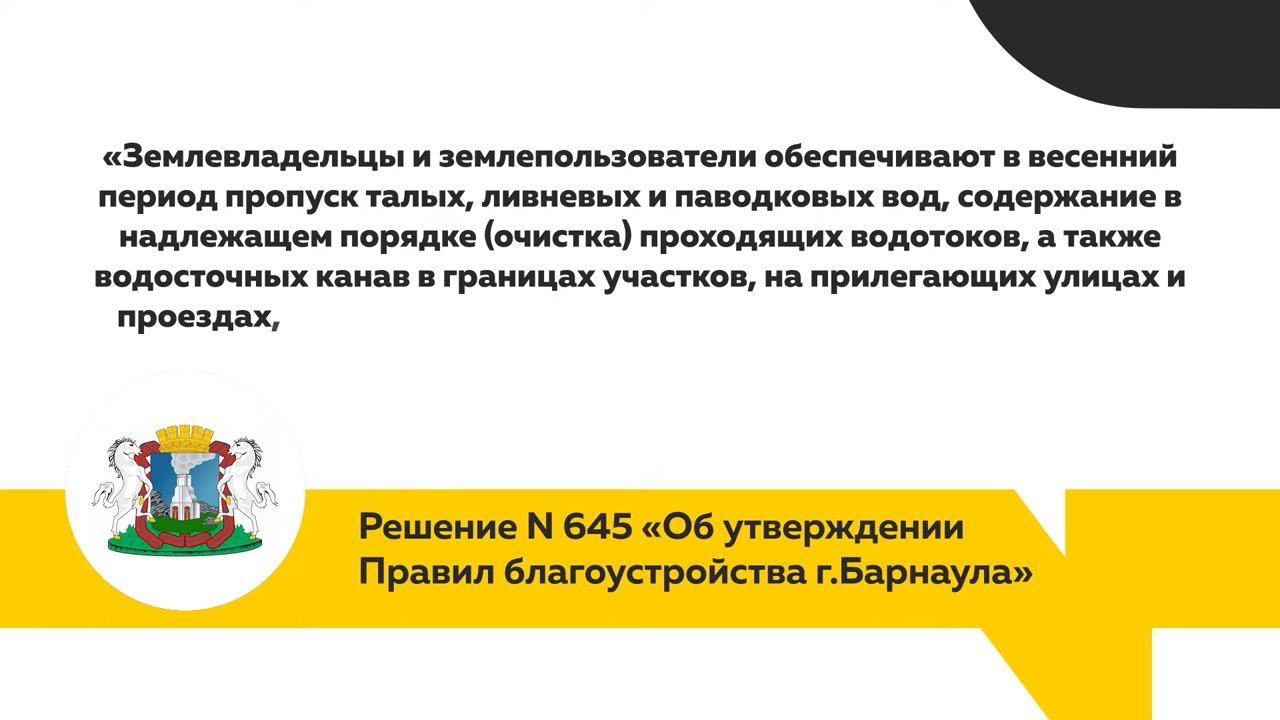 «Землевладельцы и землепользователи обеспечивают в весенний
период пропуск талых, ливневых и паводковых вод, содержание в
надлежащем порядке (очистка) проходящих водотоков, а также
водосточных канав в границах участков, на прилегающих улицах и
проездах,
Решение N 645 «Об утверждении
Правил благоустройства г.Барнаула»